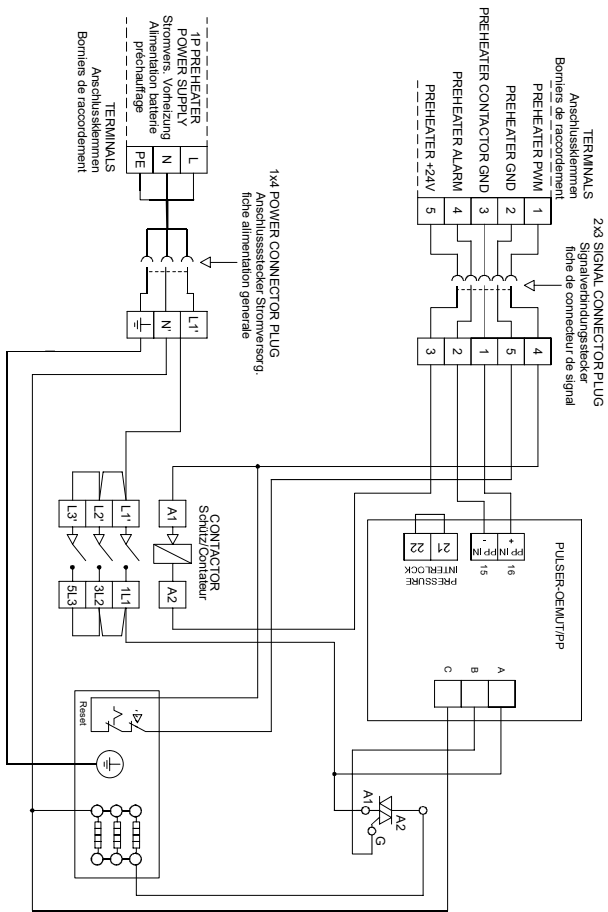 2x3 SIGNAL CONNECTOR PLUG
Signalverbindungsstecker
fiche de connecteur de signal
TERMINALS
Anschlussklemmen
Borniers de raccordement
PREHEATER PWM
PREHEATER GND
PREHEATER CONTACTOR GND
PREHEATER ALARM
PREHEATER +24V
1
2
3
4
5
4
5
1
2
3
PULSER-OEMUT/PP
+
PP IN
16
-
PP IN
15
21
22
PRESSURE
INTERLOCK
A
B
C
A1
A2
G
1x4 POWER CONNECTOR PLUG
Anschlusssstecker Stromversorg.
fiche alimentation generale
1P PREHEATER
POWER SUPPLY
Stromvers. Vorheizung
Alimentation batterie
préchauffage
L
N
PE
TERMINALS
Anschlussklemmen
Borniers de raccordement
L1'
N'
CONTACTOR
Schütz/Contateur
A1
A2
L1'
L2'
L3'
1L1
3L2
5L3
Reset